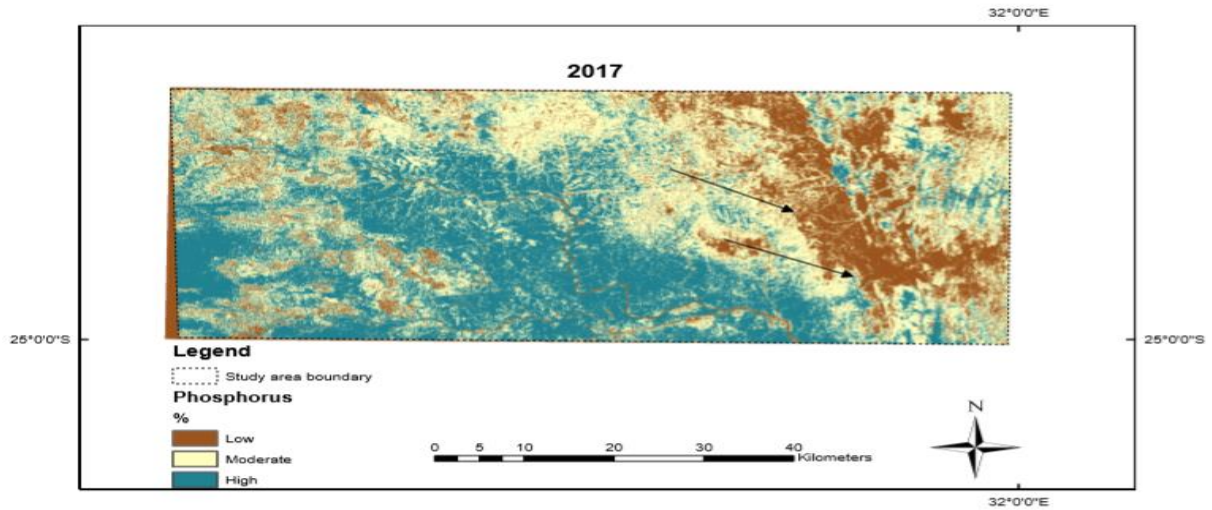 32°0'0"E
2017
25°0'0"S
25°0'0"S
Legend
Study area boundary
Phosphorus
%
Low
Moderate
High
0 5 10 20 30 40
Kilometers
N
32°0'0"E